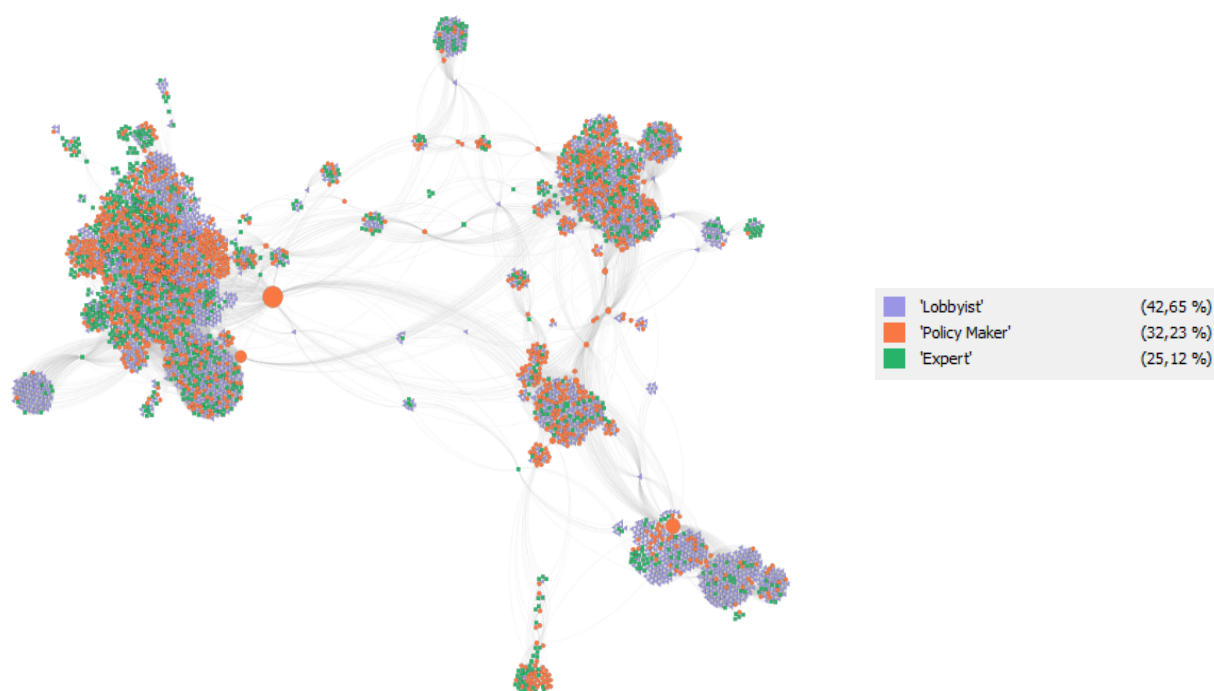 'Lobbyist' (42,65 %)
'Policy Maker' (32,23 %)
'Expert' (25,12 %)